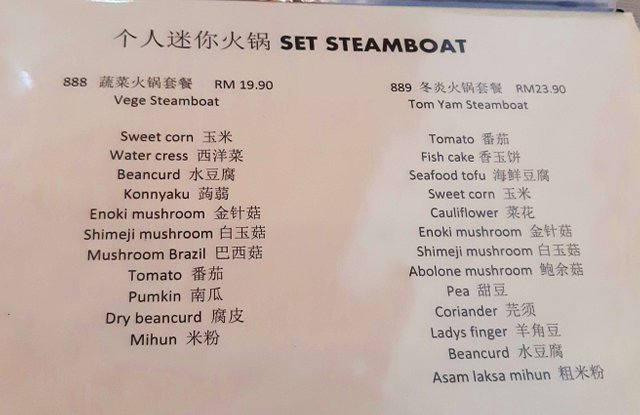 个人迷你火锅 SET STEAMBOAT
888 蔬菜火锅套餐 RM 19.90
Vege Steamboat
Sweet corn 玉米
Water cress 西洋菜
Beancurd 水豆腐
Konnyaku 蒟蒻
Enoki mushroom 金针菇
Shimeji mushroom 白玉菇
Mushroom Brazil 巴西菇
Tomato 番茄
Pumkin 南瓜
Dry beancurd 腐皮
Mihun 米粉
889 冬炎火锅套餐 RM23.90
Tom Yam Steamboat
Tomato 番茄
Fish cake 香玉饼
Seafood tofu 海鲜豆腐
Sweet corn 玉米
Cauliflower 菜花
Enoki mushroom 金针菇
Shimeji mushroom 白玉菇
Abolone mushroom 鲍余菇
Pea 甜豆
Coriander 芫须
Ladys finger 羊角豆
Beancurd 水豆腐
Asam laksa mihun 粗米粉